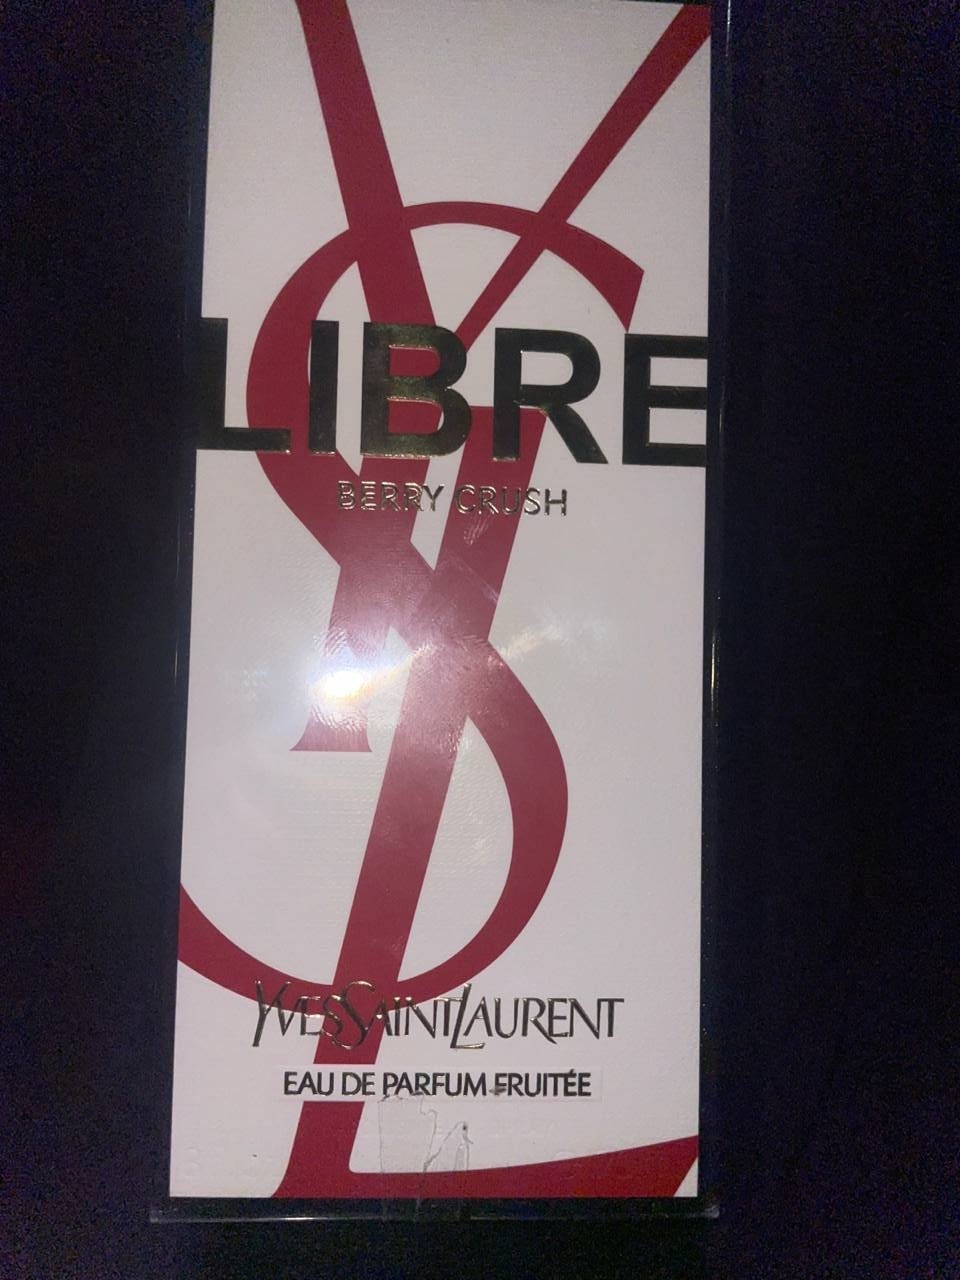 LIBRE
BERRY CRUSH
YVESSAINTLAURENT
EAU DE PARFUM FRUITÉE